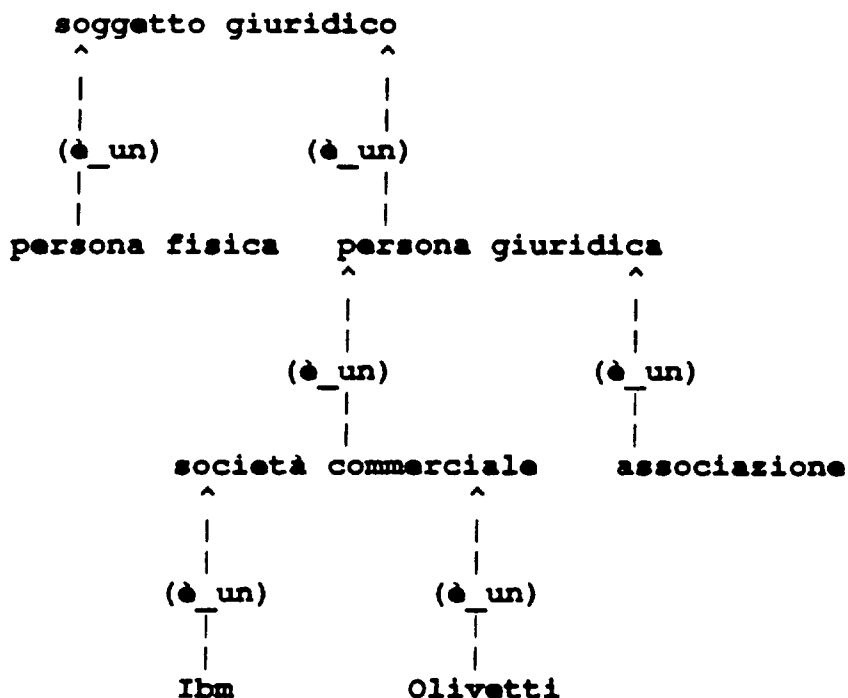 soggetto giuridico
(è_un) (è_un)
persona fisica persona giuridica
(è_un) (è_un)
società commerciale associazione
(è_un) (è_un)
Ibm Olivetti